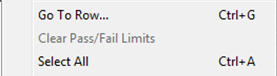 Go To Row... Ctrl+G
Clear Pass/Fail Limits
Select All Ctrl+A